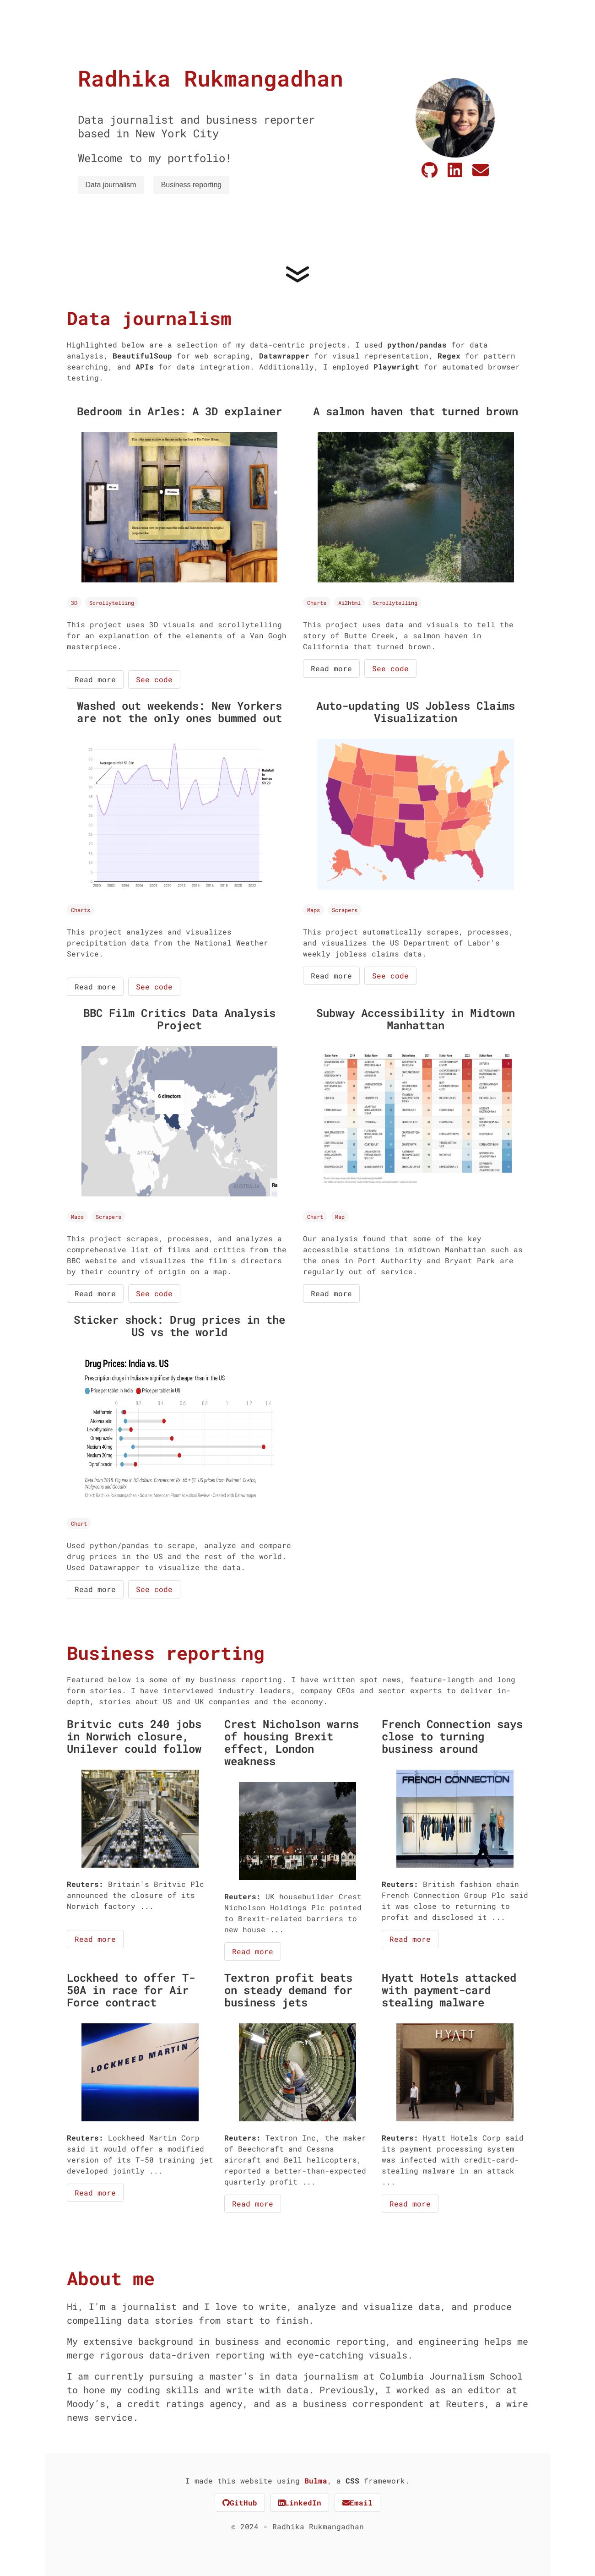 Radhika Rukmangadhan
Data journalist and business reporter
based in New York City
Welcome to my portfolio!
Data journalism
Business reporting
Data journalism
Highlighted below are a selection of my data-centric projects. I used python/pandas for data
analysis, BeautifulSoup for web scraping, Datawrapper for visual representation, Regex for pattern
searching, and APIs for data integration. Additionally, I employed Playwright for automated browser
testing.
Bedroom in Arles: A 3D explainer
3D
Scrollytelling
This project uses 3D visuals and scrollytelling
for an explanation of the elements of a Van Gogh
masterpiece.
Read more
See code
A salmon haven that turned brown
Charts
Ai2html
Scrollytelling
This project uses data and visuals to tell the
story of Butte Creek, a salmon haven in
California that turned brown.
Read more
See code
Washed out weekends: New Yorkers
are not the only ones bummed out
Average rainfall 51.3 in
Rainfall
in
inches
Charts
This project analyzes and visualizes
precipitation data from the National Weather
Service.
Read more
See code
Auto-updating US Jobless Claims
Visualization
Maps
Scrapers
This project automatically scrapes, processes,
and visualizes the US Department of Labor's
weekly jobless claims data.
Read more
See code
BBC Film Critics Data Analysis
Project
6 directors
AFRICA
AUSTRALIA
Maps
Scrapers
This project scrapes, processes, and analyzes a
comprehensive list of films and critics from the
BBC website and visualizes the film's directors
by their country of origin on a map.
Read more
See code
Subway Accessibility in Midtown
Manhattan
Chart
Map
Our analysis found that some of the key
accessible stations in midtown Manhattan such as
the ones in Port Authority and Bryant Park are
regularly out of service.
Read more
Sticker shock: Drug prices in the
US vs the world
Drug Prices: India vs. US
Prescription drugs in India are significantly cheaper than in the US
Price per tablet in India
Price per tablet in US
0 0.2 0.4 0.6 0.8 1 1.2 1.4
Metformin
Atorvastatin
Levothyroxine
Omeprazole
Nexium 40mg
Nexium 20mg
Ciprofloxacin
Chart
Used python/pandas to scrape, analyze and compare
drug prices in the US and the rest of the world.
Used Datawrapper to visualize the data.
Read more
See code
Business reporting
Featured below is some of my business reporting. I have written spot news, feature-length and long
form stories. I have interviewed industry leaders, company CEOs and sector experts to deliver in-
depth, stories about US and UK companies and the economy.
Britvic cuts 240 jobs
in Norwich closure,
Unilever could follow
Reuters: Britain's Britvic Plc
announced the closure of its
Norwich factory ...
Read more
Crest Nicholson warns
of housing Brexit
effect, London
weakness
Reuters: UK housebuilder Crest
Nicholson Holdings Plc pointed
to Brexit-related barriers to
new house ...
Read more
French Connection says
close to turning
business around
FRENCH CONNECTION
Reuters: British fashion chain
French Connection Group Plc said
it was close to returning to
profit and disclosed it ...
Read more
Lockheed to offer T-
50A in race for Air
Force contract
LOCKHEED MARTIN
Reuters: Lockheed Martin Corp
said it would offer a modified
version of its T-50 training jet
developed jointly ...
Read more
Textron profit beats
on steady demand for
business jets
Reuters: Textron Inc, the maker
of Beechcraft and Cessna
aircraft and Bell helicopters,
reported a better-than-expected
quarterly profit ...
Read more
Hyatt Hotels attacked
with payment-card
stealing malware
HYATT
Reuters: Hyatt Hotels Corp said
its payment processing system
was infected with credit-card-
stealing malware in an attack
...
Read more
About me
Hi, I'm a journalist and I love to write, analyze and visualize data, and produce
compelling data stories from start to finish.
My extensive background in business and economic reporting, and engineering helps me
merge rigorous data-driven reporting with eye-catching visuals.
I am currently pursuing a master’s in data journalism at Columbia Journalism School
to hone my coding skills and write with data. Previously, I worked as an editor at
Moody’s, a credit ratings agency, and as a business correspondent at Reuters, a wire
news service.
I made this website using Bulma, a CSS framework.
GitHub
LinkedIn
Email
© 2024 - Radhika Rukmangadhan